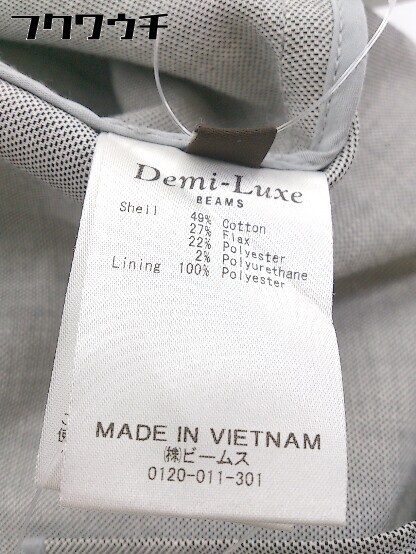 フクワウチ
Demi-Luxe
BEAMS
Shell 49% Cotton
27% Flax
22% Polyester
2% Polyurethane
Lining 100% Polyester
MADE IN VIETNAM
㈱ビームス
0120-011-301